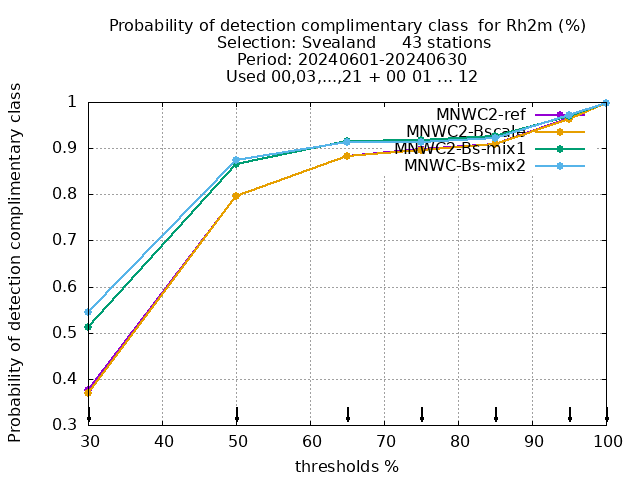 Probability of detection complimentary class  for Rh2m (%)
Selection: Svealand     43 stations
Period: 20240601-20240630
Used 00,03,...,21 + 00 01 ... 12
Probability of detection complimentary class
1
0.9
0.8
0.7
0.6
0.5
0.4
0.3
MNWC2-ref
MNWC2-Bscale
MNWC2-Bs-mix1
MNWC-Bs-mix2
30 40 50 60 70 80 90 100
thresholds %